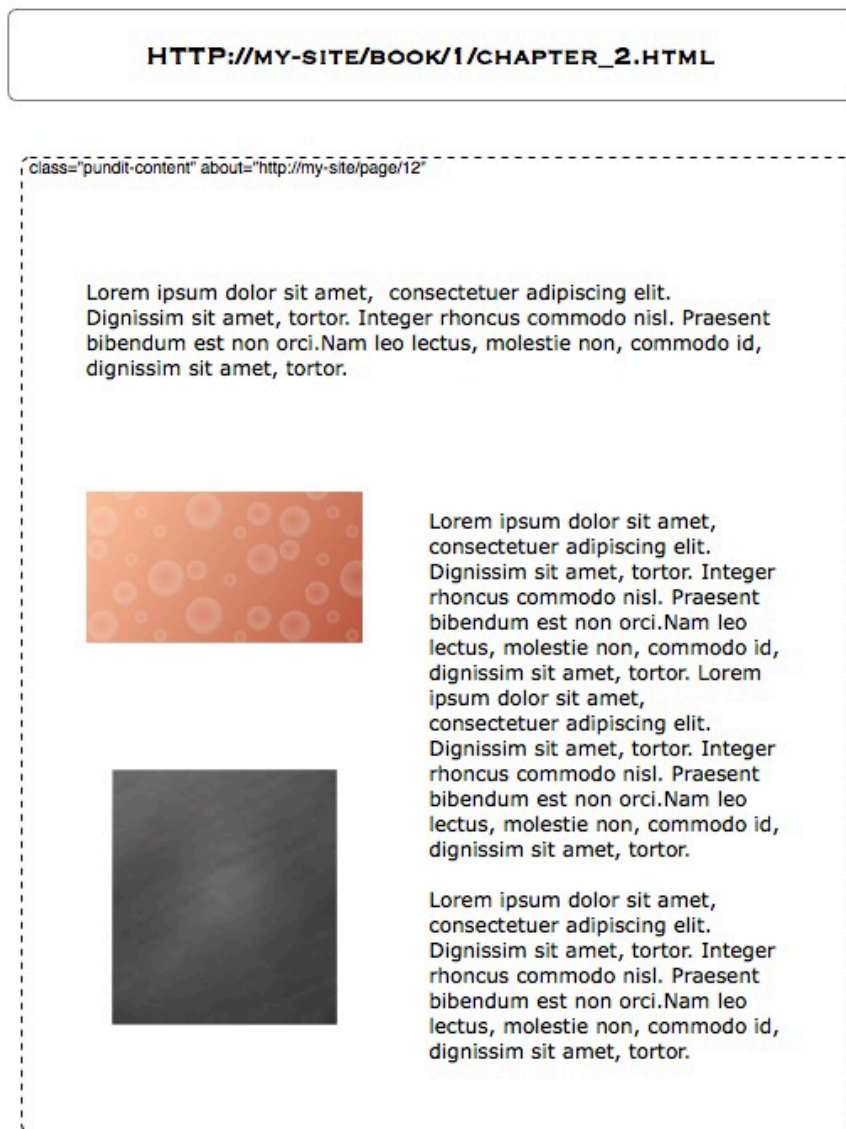 HTTP://MY-SITE/BOOK/1/CHAPTER_2.HTML
class="pundit-content" about="http://my-site/page/12"
Lorem ipsum dolor sit amet,  consectetuer adipiscing elit.
Dignissim sit amet, tortor. Integer rhoncus commodo nisl. Praesent
bibendum est non orci.Nam leo lectus, molestie non, commodo id,
dignissim sit amet, tortor.
Lorem ipsum dolor sit amet,
consectetuer adipiscing elit.
Dignissim sit amet, tortor. Integer
rhoncus commodo nisl. Praesent
bibendum est non orci.Nam leo
lectus, molestie non, commodo id,
dignissim sit amet, tortor. Lorem
ipsum dolor sit amet,
consectetuer adipiscing elit.
Dignissim sit amet, tortor. Integer
rhoncus commodo nisl. Praesent
bibendum est non orci.Nam leo
lectus, molestie non, commodo id,
dignissim sit amet, tortor.
Lorem ipsum dolor sit amet,
consectetuer adipiscing elit.
Dignissim sit amet, tortor. Integer
rhoncus commodo nisl. Praesent
bibendum est non orci.Nam leo
lectus, molestie non, commodo id,
dignissim sit amet, tortor.